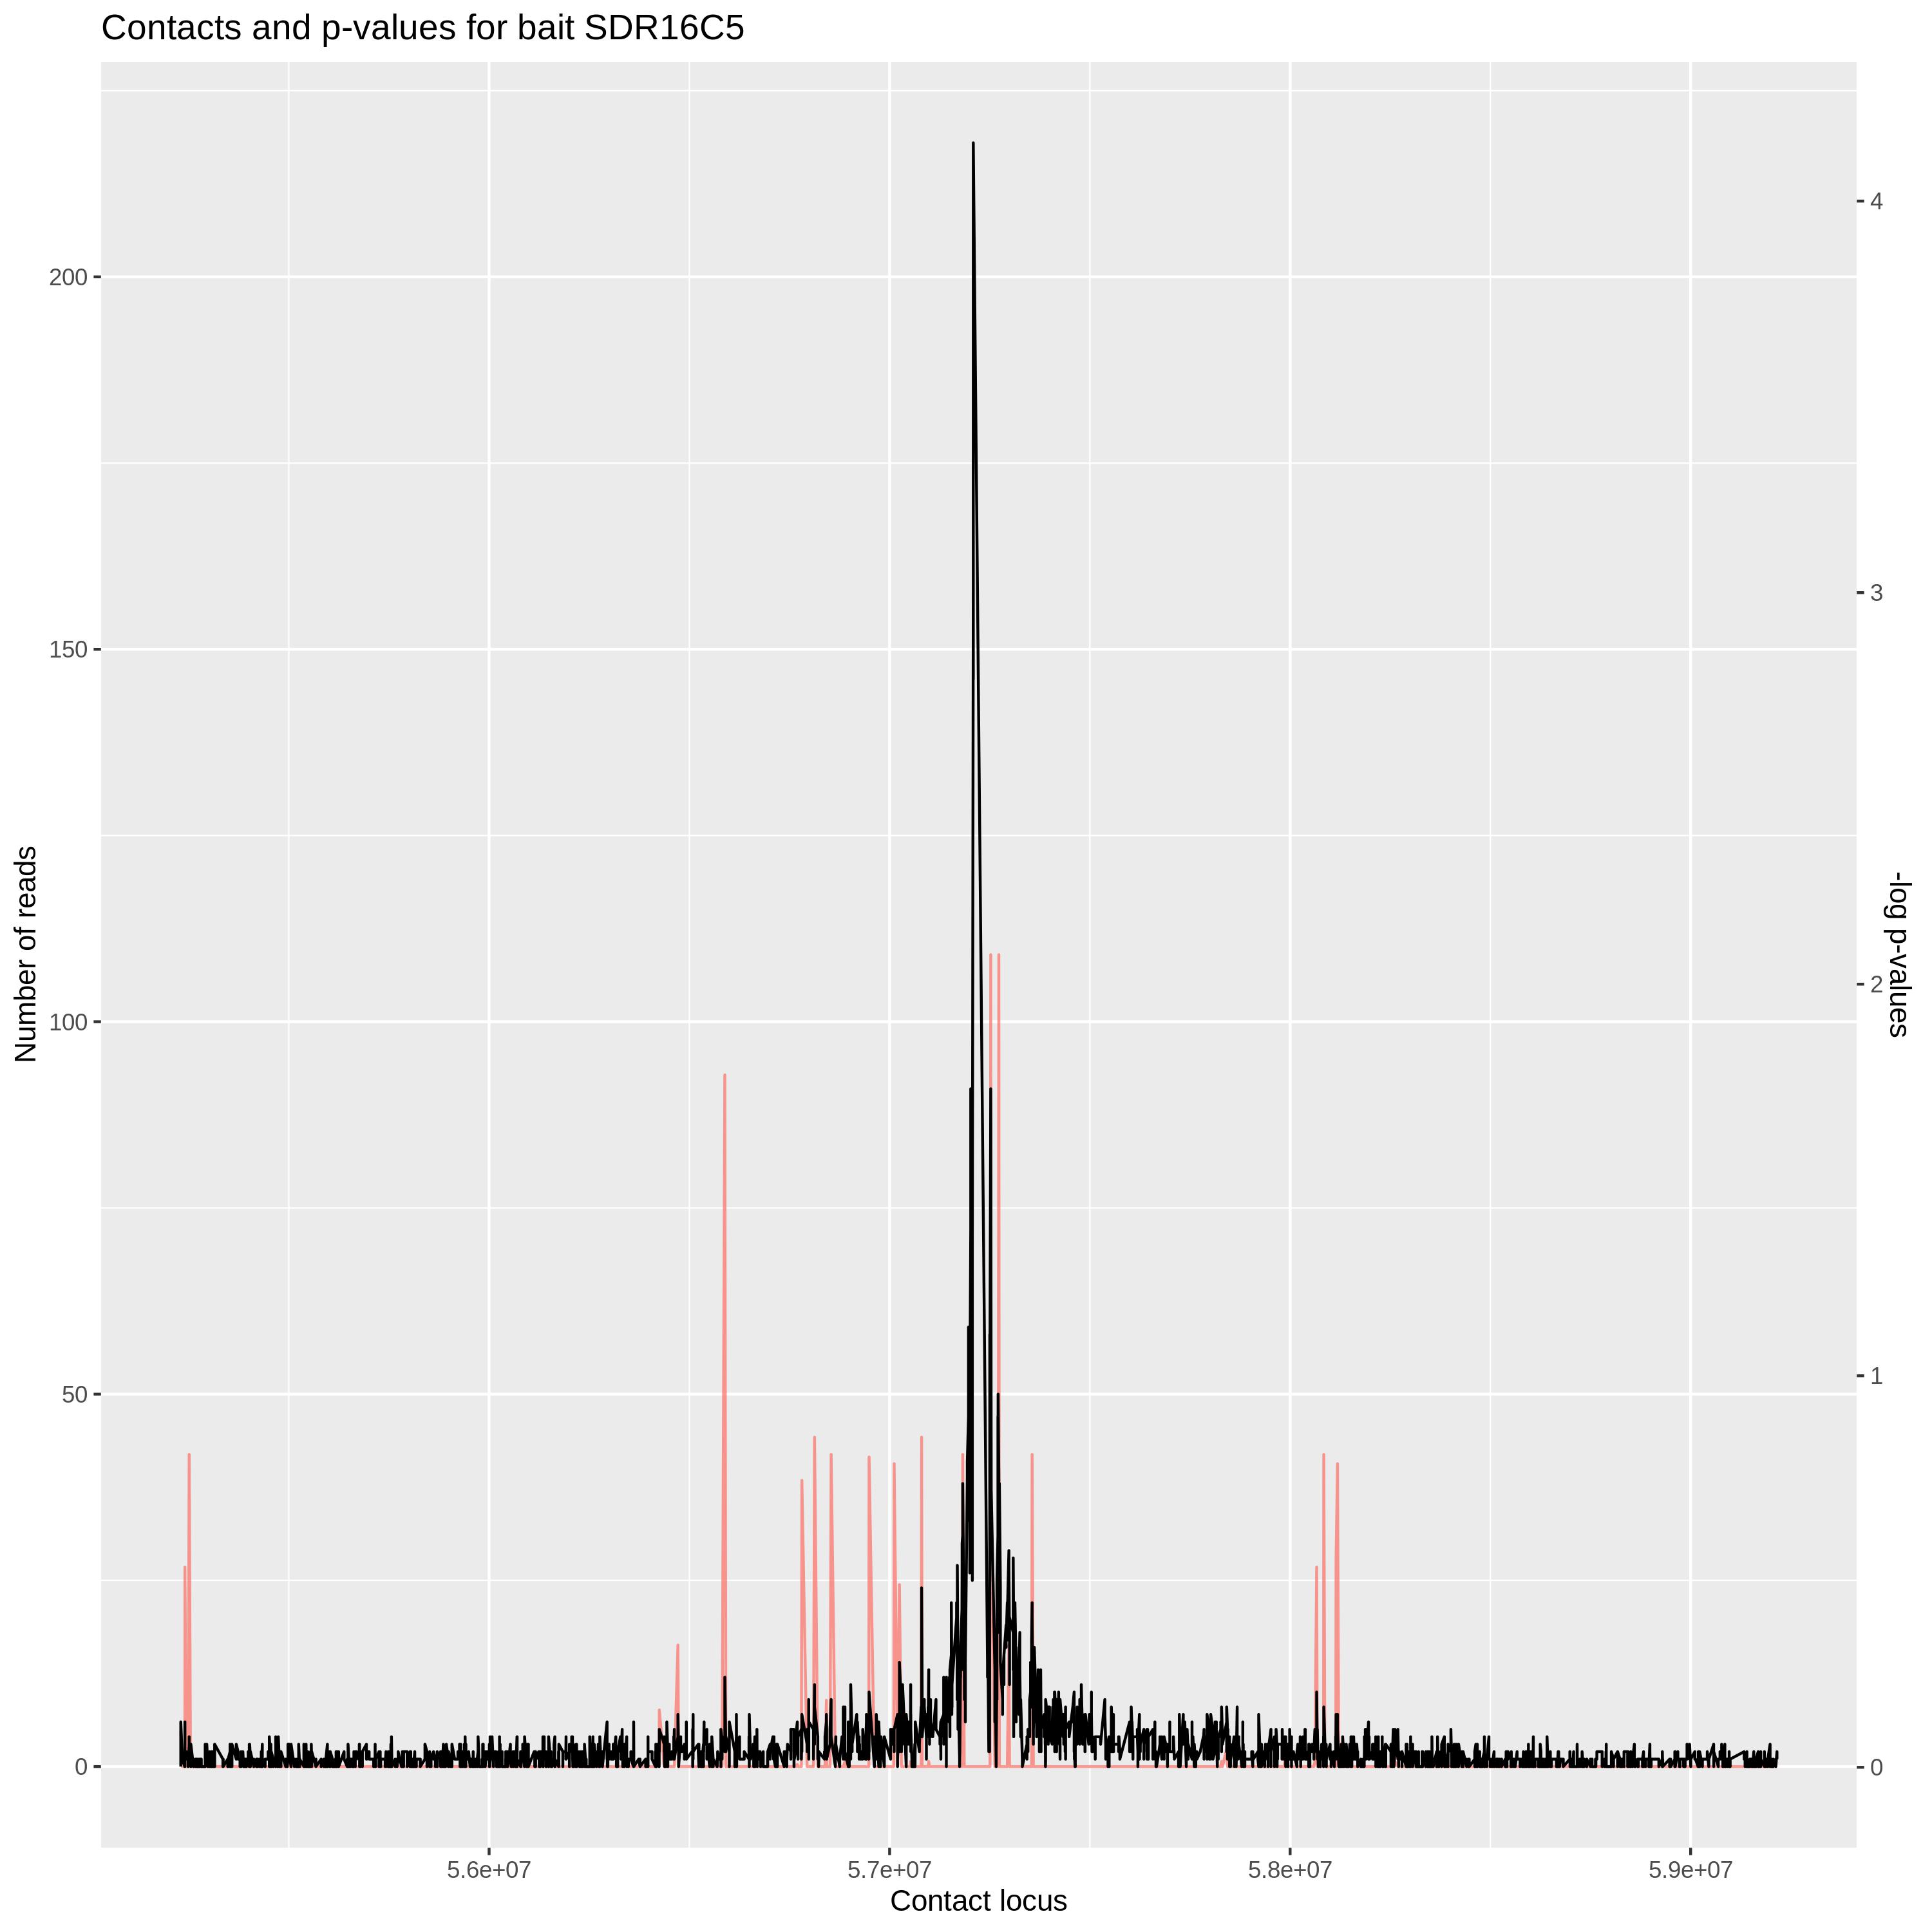 Contacts and p-values for bait SDR16C5
200
150
100
50
0
Number of reads
4
3
2
1
0
-log p-values
5.6e+07
5.7e+07
5.8e+07
5.9e+07
Contact locus